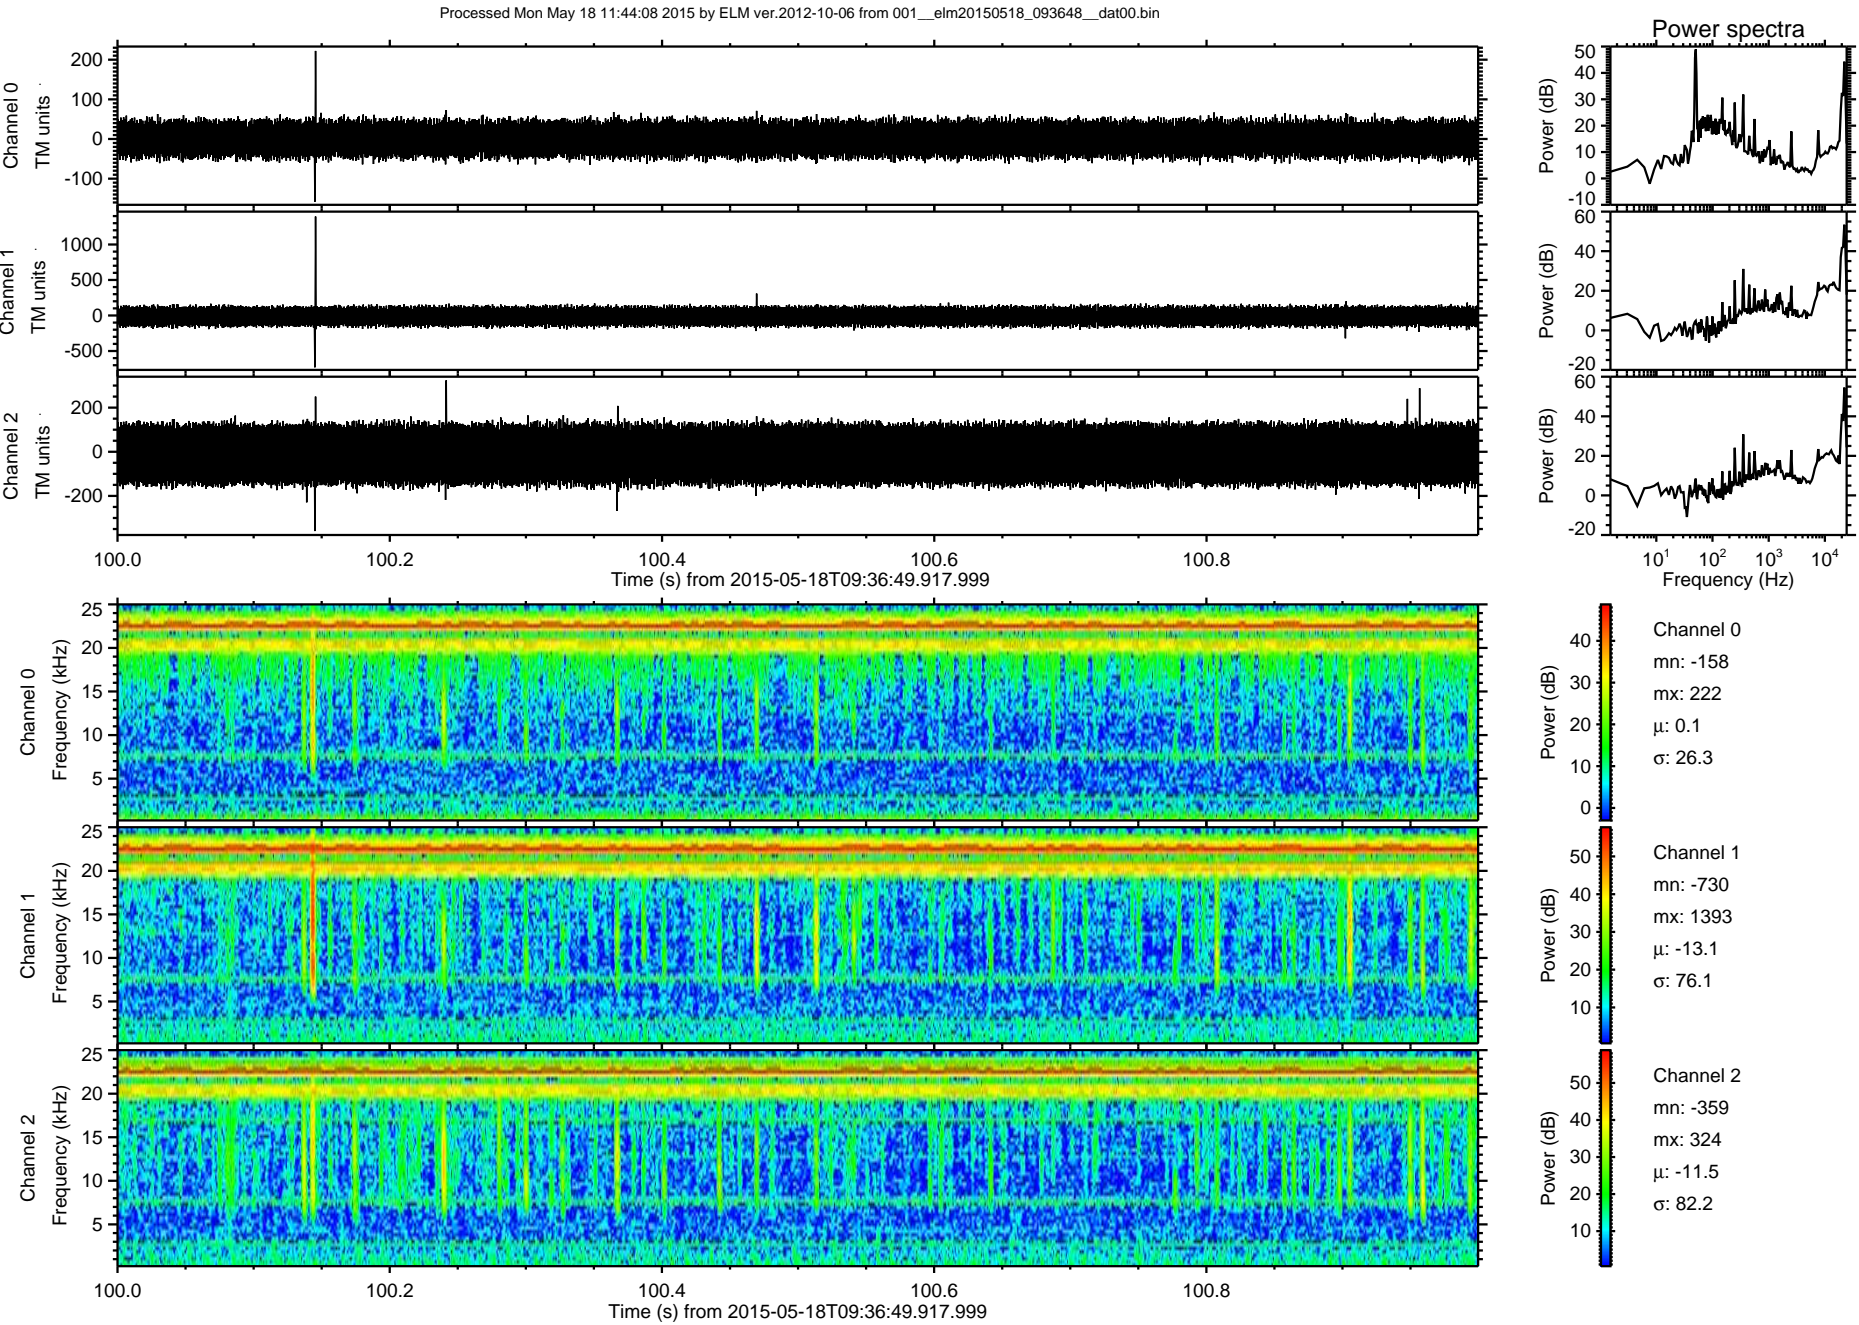 Processed Mon May 18 11:44:08 2015 by ELM ver.2012-10-06 from 001__elm20150518_093648__dat00.bin
Power spectra
Channel 0
TM units
200
100
0
-100
Power (dB)
50
40
30
20
10
0
-10
Channel 1
TM units
1000
500
0
-500
Power (dB)
60
40
20
0
-20
Channel 2
TM units
200
0
-200
Power (dB)
60
40
20
0
-20
100.0 100.2 100.4 100.6 100.8
Time (s) from 2015-05-18T09:36:49.917.999
10^1 10^2 10^3 10^4
Frequency (Hz)
Channel 0
Frequency (kHz)
25
20
15
10
5
Power (dB)
40
30
20
10
0
Channel 0
mn: -158
mx: 222
μ: 0.1
σ: 26.3
Channel 1
Frequency (kHz)
25
20
15
10
5
Power (dB)
50
40
30
20
10
Channel 1
mn: -730
mx: 1393
μ: -13.1
σ: 76.1
Channel 2
Frequency (kHz)
25
20
15
10
5
Power (dB)
50
40
30
20
10
Channel 2
mn: -359
mx: 324
μ: -11.5
σ: 82.2
100.0 100.2 100.4 100.6 100.8
Time (s) from 2015-05-18T09:36:49.917.999